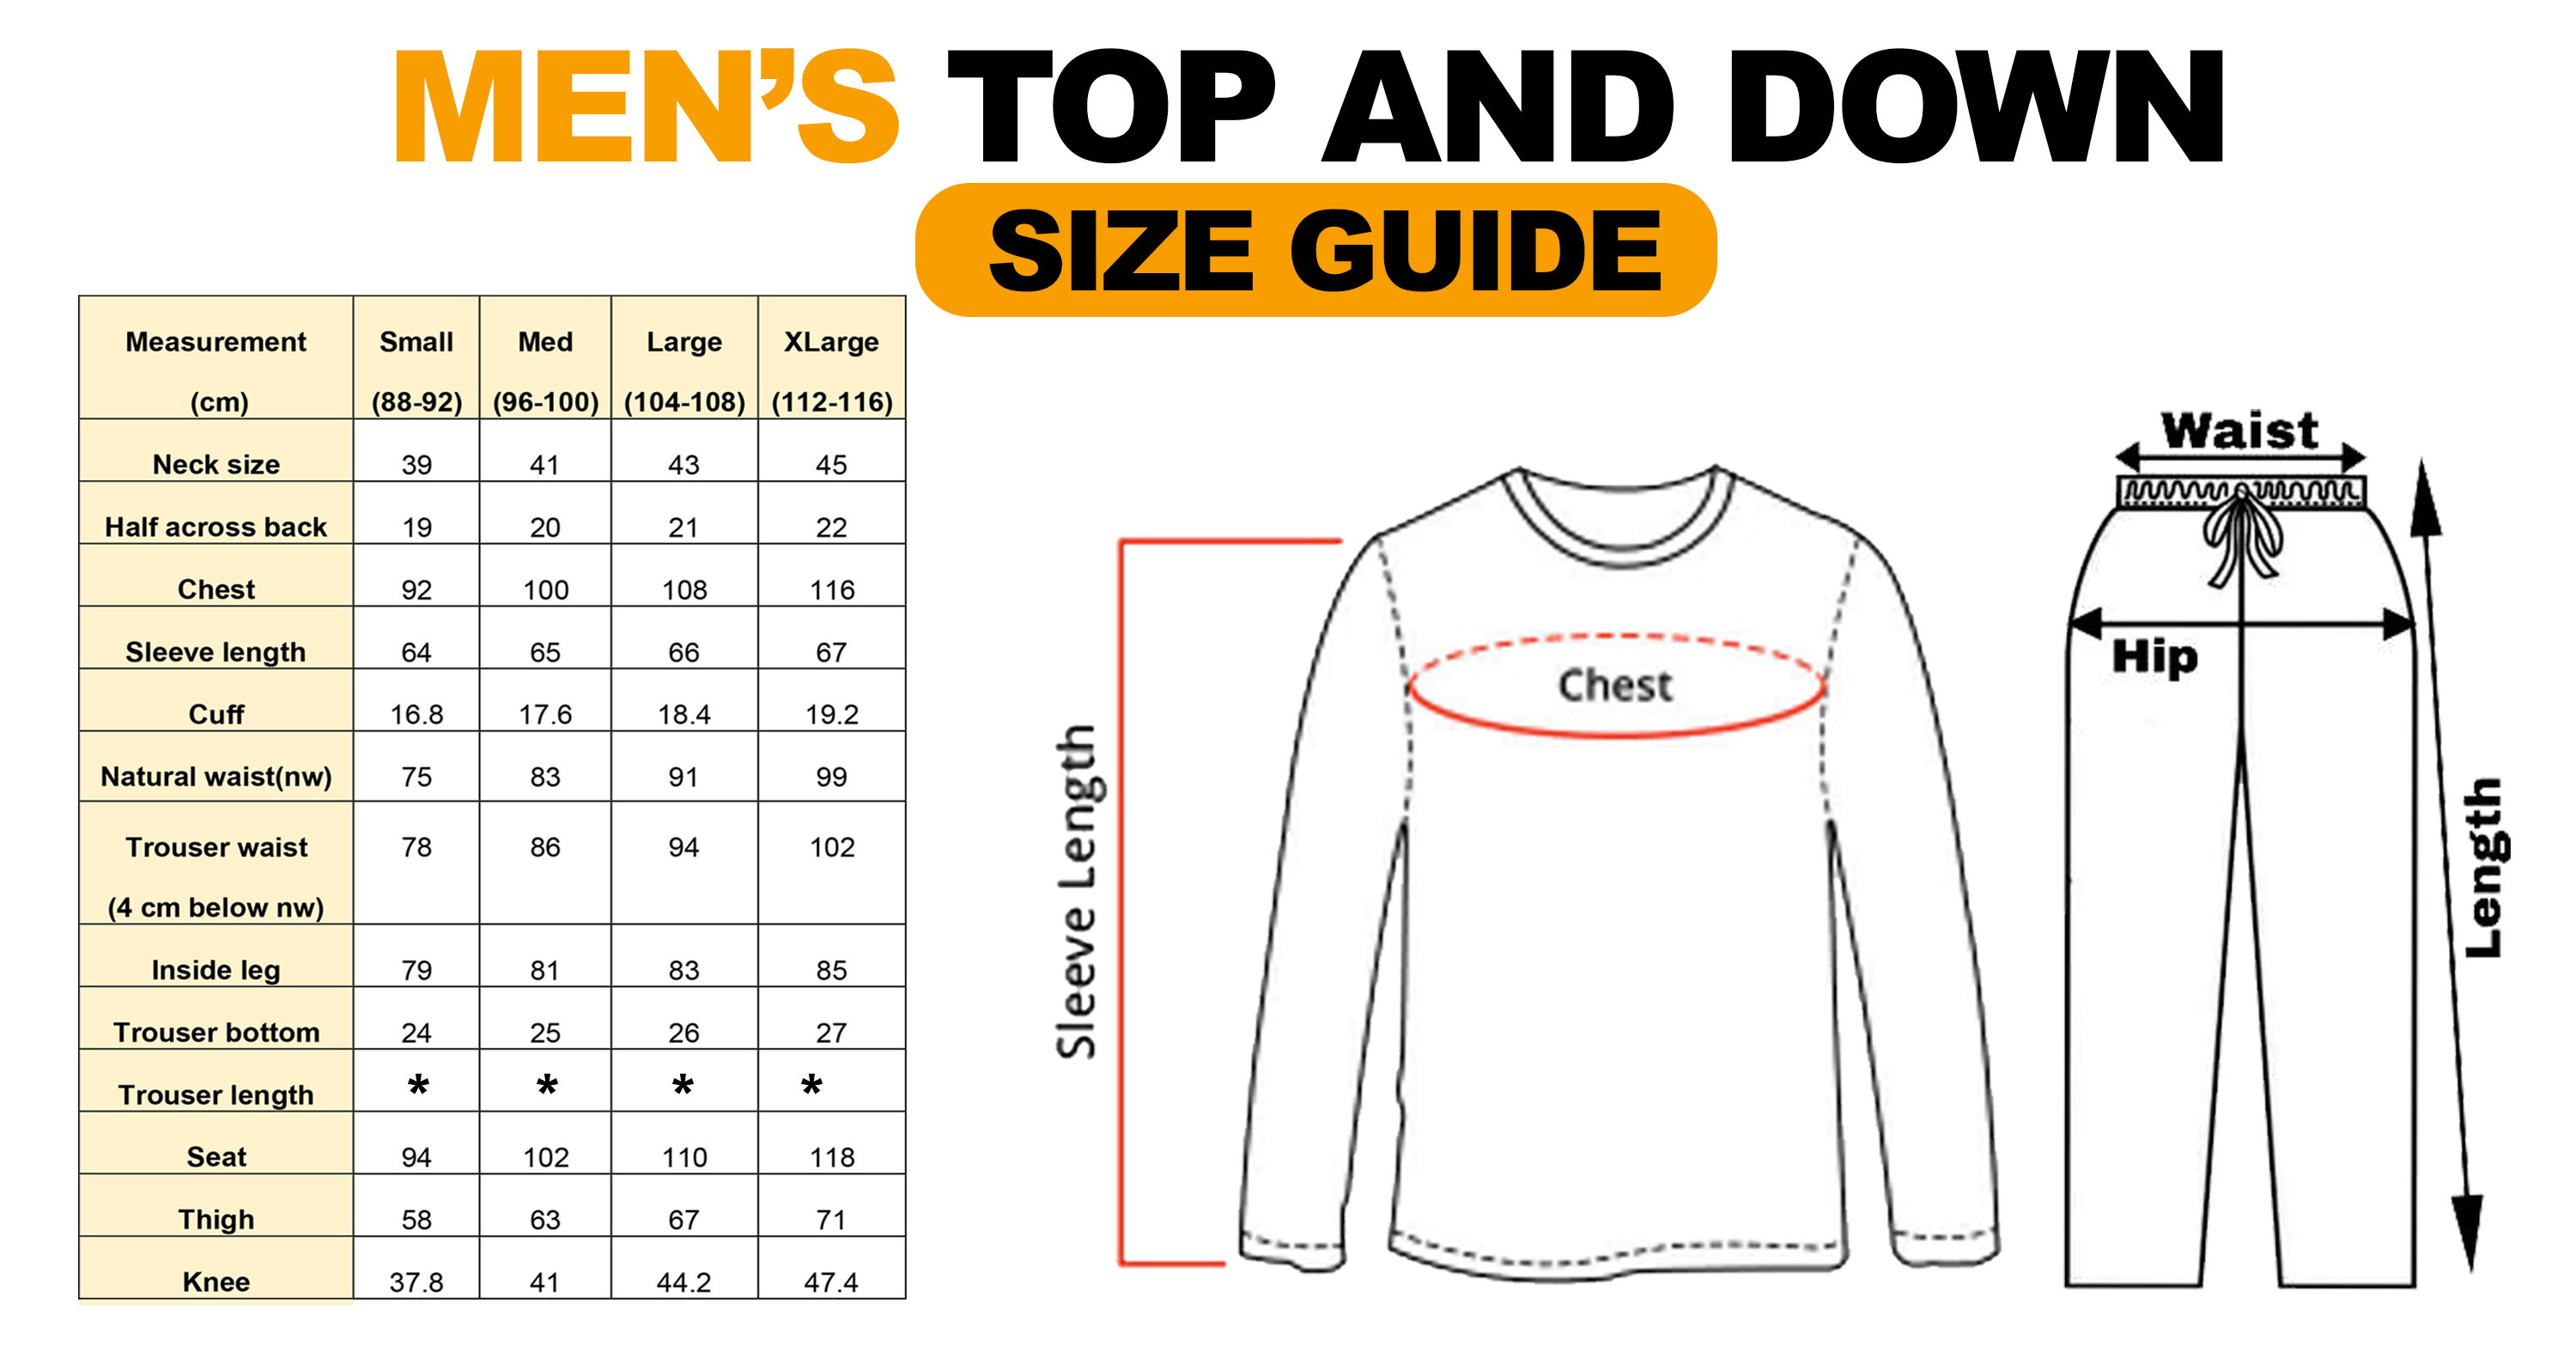 MEN’S TOP AND DOWN
SIZE GUIDE
Measurement (cm) Small (88-92) Med (96-100) Large (104-108) XLarge (112-116)
Neck size 39 41 43 45
Half across back 19 20 21 22
Chest 92 100 108 116
Sleeve length 64 65 66 67
Cuff 16.8 17.6 18.4 19.2
Natural waist(nw) 75 83 91 99
Trouser waist 78 86 94 102
(4 cm below nw)
Inside leg 79 81 83 85
Trouser bottom 24 25 26 27
Trouser length * * * *
Seat 94 102 110 118
Thigh 58 63 67 71
Knee 37.8 41 44.2 47.4
Sleeve Length
Chest
Waist
Hip
Length